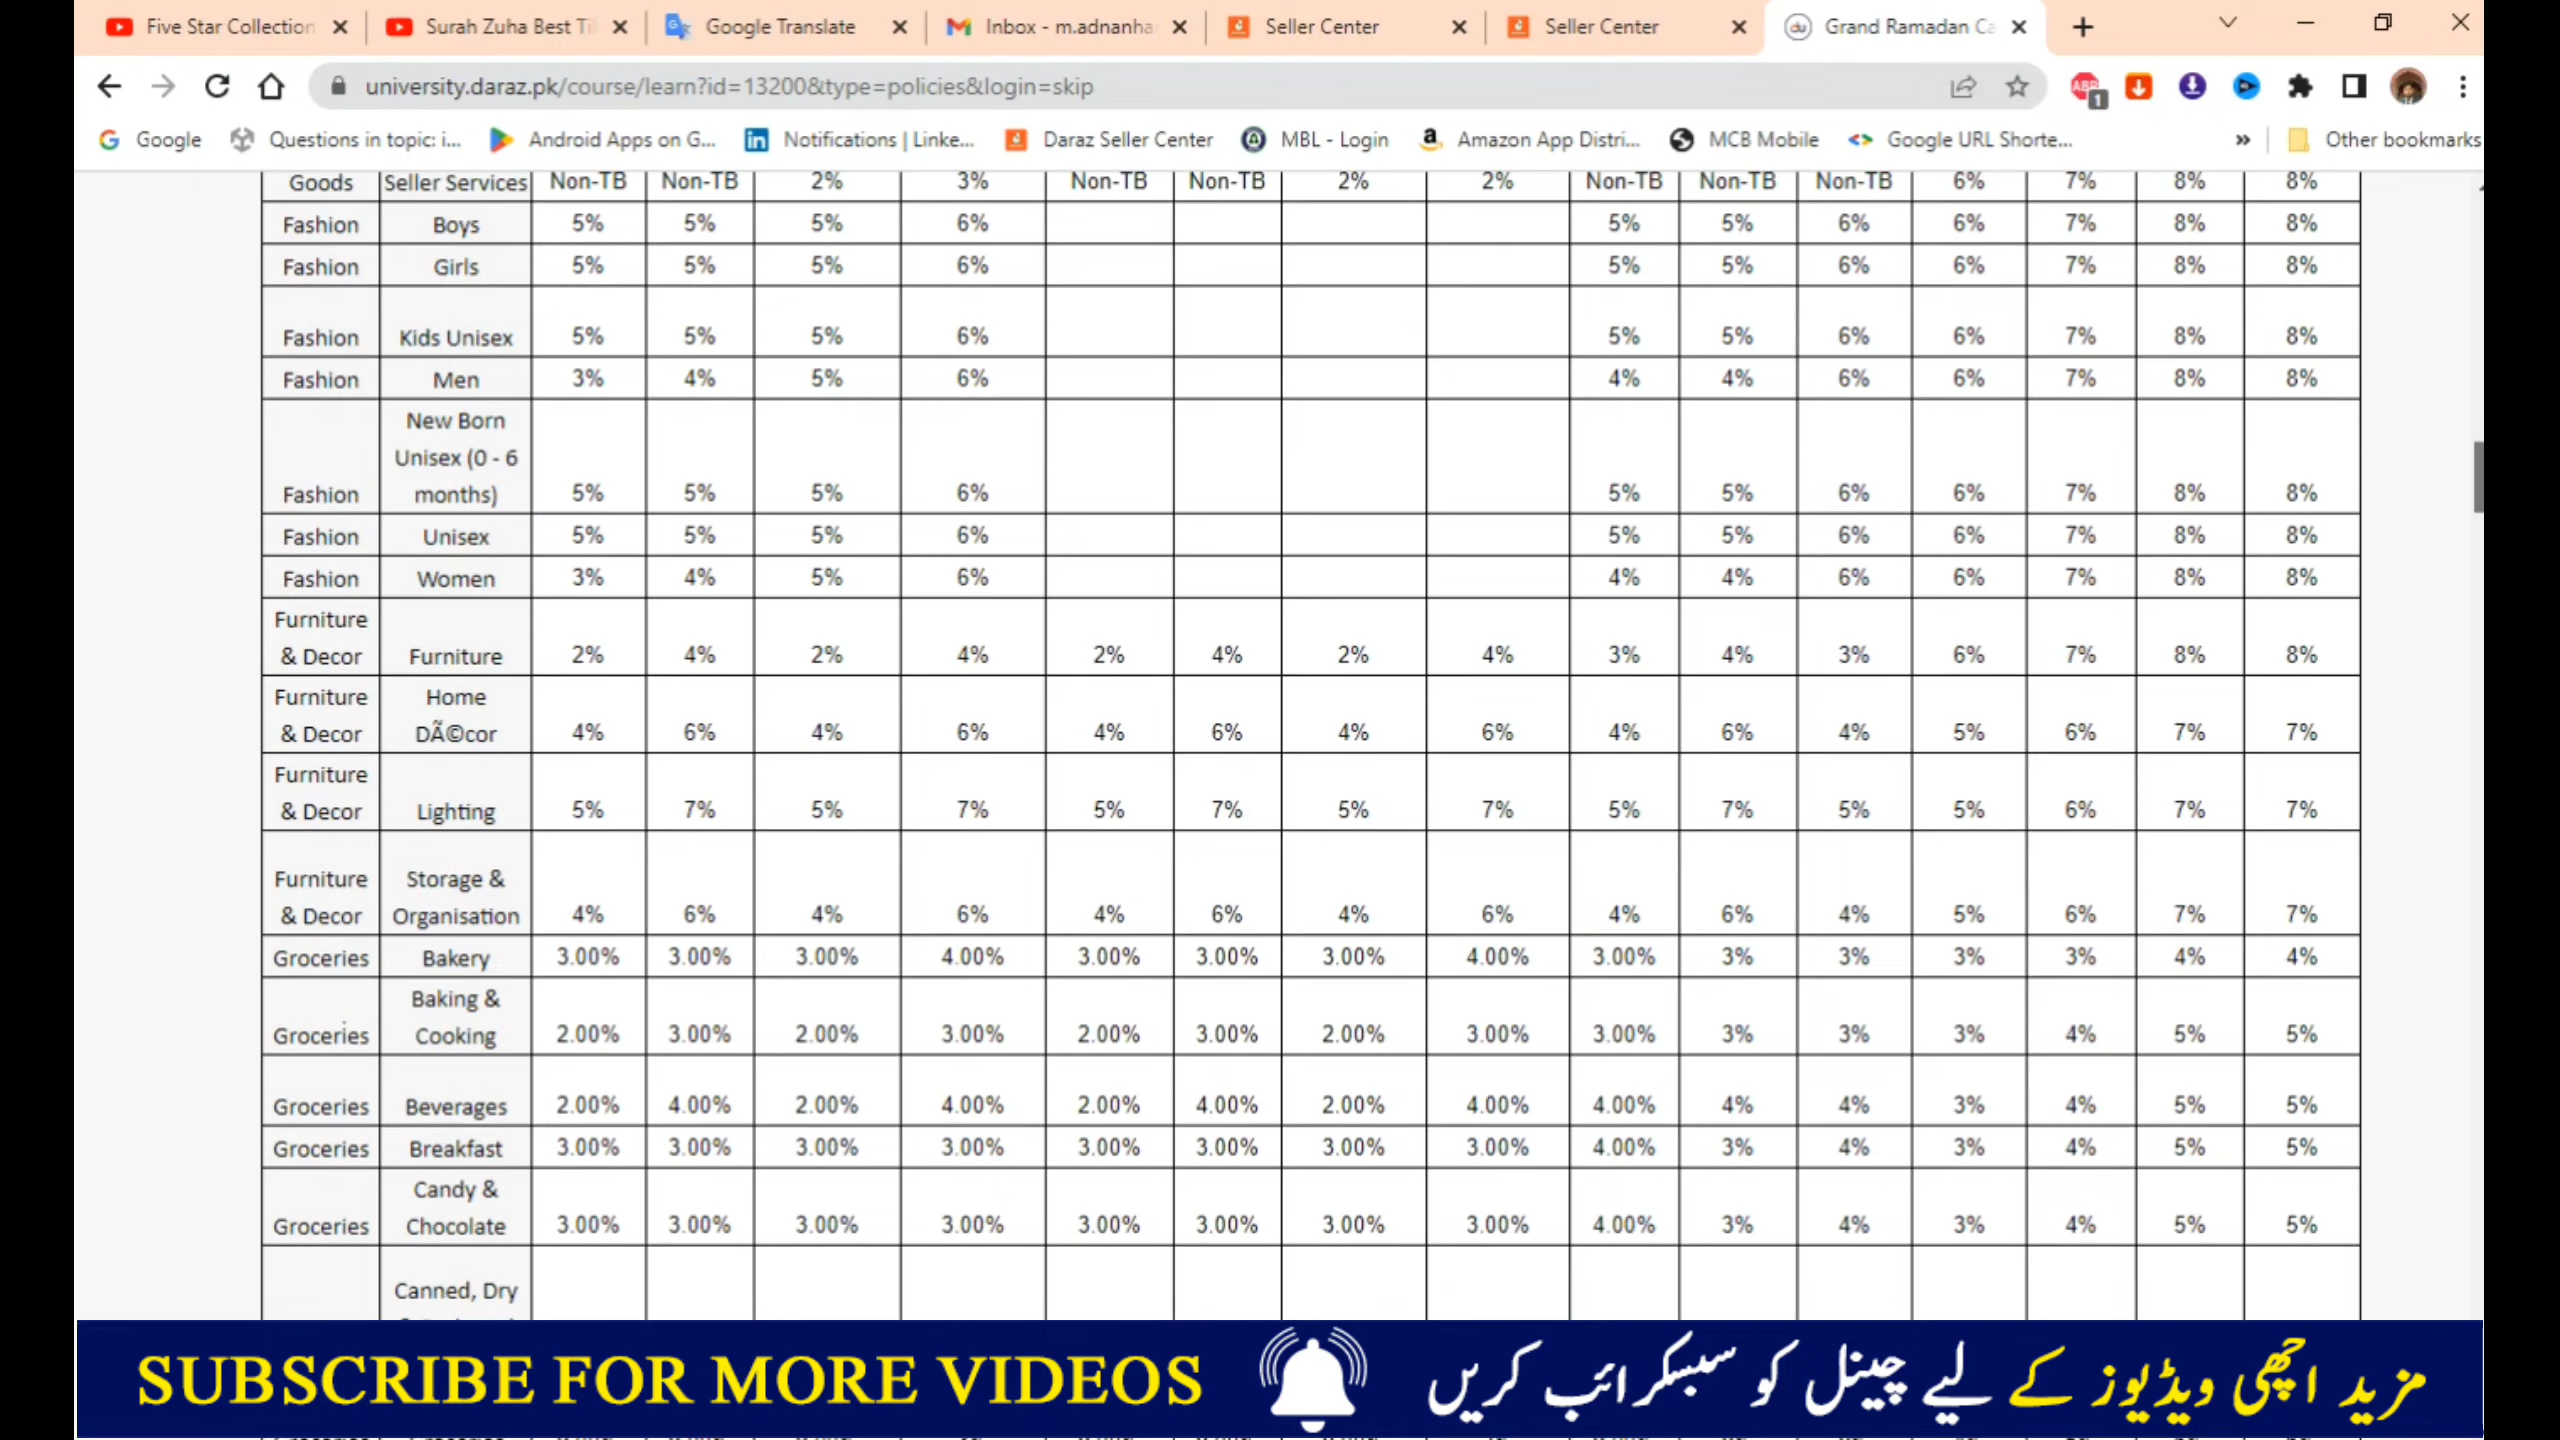 Five Star Collection
Surah Zuha Best Ti
Google Translate
Inbox - m.adnanha
Seller Center
Seller Center
Grand Ramadan Ca
university.daraz.pk/course/learn?id=13200&type=policies&login=skip
ABP 1
Google
Questions in topic: i...
Android Apps on G...
Notifications | Linke...
Daraz Seller Center
MBL - Login
Amazon App Distri...
MCB Mobile
Google URL Shorte...
Other bookmarks
Goods Seller Services Non-TB Non-TB 2% 3% Non-TB Non-TB 2% 2% Non-TB Non-TB Non-TB 6% 7% 8% 8%
Fashion Boys 5% 5% 5% 6% 5% 5% 6% 6% 7% 8% 8%
Fashion Girls 5% 5% 5% 6% 5% 5% 6% 6% 7% 8% 8%
Fashion Kids Unisex 5% 5% 5% 6% 5% 5% 6% 6% 7% 8% 8%
Fashion Men 3% 4% 5% 6% 4% 4% 6% 6% 7% 8% 8%
New Born
Unisex (0 - 6
Fashion months) 5% 5% 5% 6% 5% 5% 6% 6% 7% 8% 8%
Fashion Unisex 5% 5% 5% 6% 5% 5% 6% 6% 7% 8% 8%
Fashion Women 3% 4% 5% 6% 4% 4% 6% 6% 7% 8% 8%
Furniture
& Decor Furniture 2% 4% 2% 4% 2% 4% 2% 4% 3% 4% 3% 6% 7% 8% 8%
Furniture Home
& Decor DÃ©cor 4% 6% 4% 6% 4% 6% 4% 6% 4% 6% 4% 5% 6% 7% 7%
Furniture
& Decor Lighting 5% 7% 5% 7% 5% 7% 5% 7% 5% 7% 5% 5% 6% 7% 7%
Furniture Storage &
& Decor Organisation 4% 6% 4% 6% 4% 6% 4% 6% 4% 6% 4% 5% 6% 7% 7%
Groceries Bakery 3.00% 3.00% 3.00% 4.00% 3.00% 3.00% 3.00% 4.00% 3.00% 3% 3% 3% 3% 4% 4%
Baking &
Groceries Cooking 2.00% 3.00% 2.00% 3.00% 2.00% 3.00% 2.00% 3.00% 3.00% 3% 3% 3% 4% 5% 5%
Groceries Beverages 2.00% 4.00% 2.00% 4.00% 2.00% 4.00% 2.00% 4.00% 4.00% 4% 4% 3% 4% 5% 5%
Groceries Breakfast 3.00% 3.00% 3.00% 3.00% 3.00% 3.00% 3.00% 3.00% 4.00% 3% 4% 3% 4% 5% 5%
Candy &
Groceries Chocolate 3.00% 3.00% 3.00% 3.00% 3.00% 3.00% 3.00% 3.00% 4.00% 3% 4% 3% 4% 5% 5%
Canned, Dry
SUBSCRIBE FOR MORE VIDEOS
مزید اچھی ویڈیوز کے لیے چینل کو سبسکرائب کریں